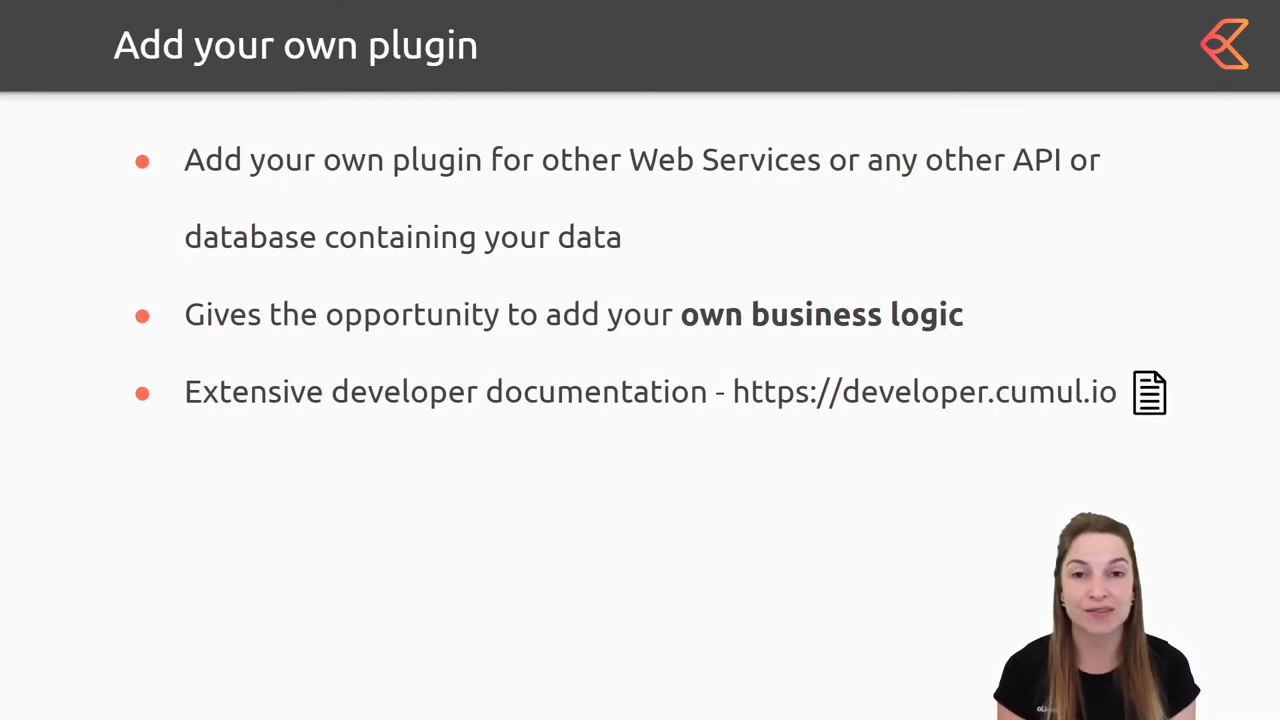 Add your own plugin
● Add your own plugin for other Web Services or any other API or
database containing your data
● Gives the opportunity to add your own business logic
● Extensive developer documentation - https://developer.cumul.io